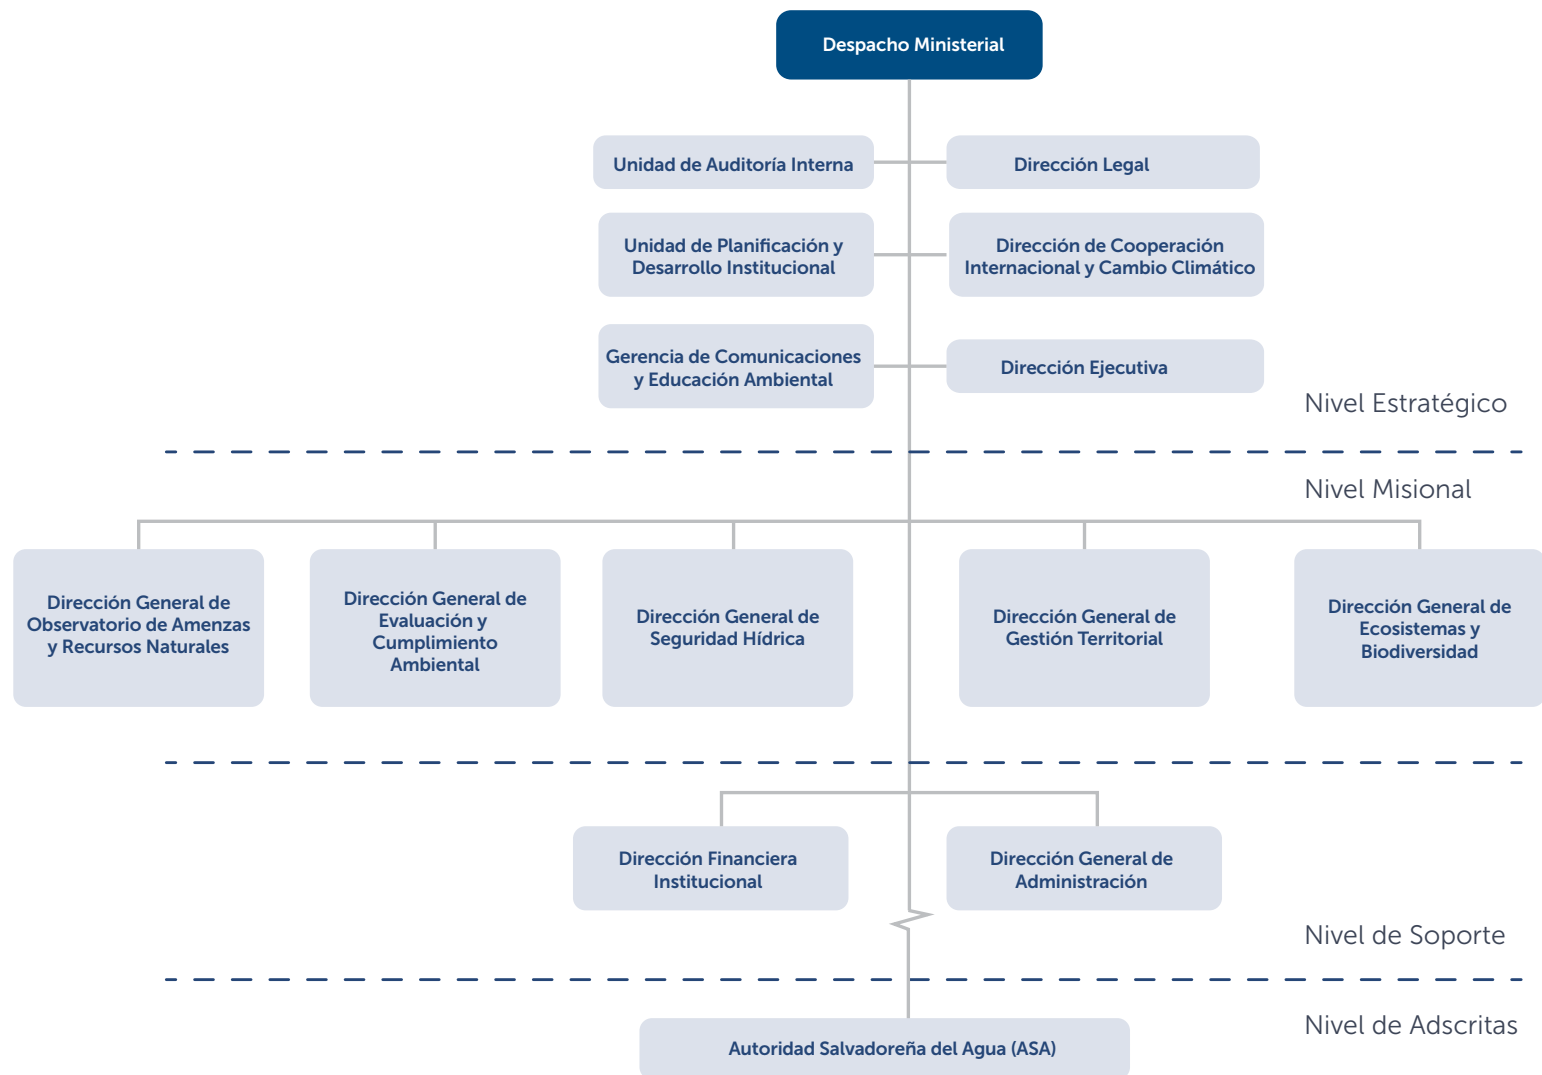 Despacho Ministerial
Unidad de Auditoría Interna
Dirección Legal
Unidad de Planificación y
Desarrollo Institucional
Dirección de Cooperación
Internacional y Cambio Climático
Gerencia de Comunicaciones
y Educación Ambiental
Dirección Ejecutiva
Nivel Estratégico
Nivel Misional
Dirección General de
Observatorio de Amenzas
y Recursos Naturales
Dirección General de
Evaluación y
Cumplimiento
Ambiental
Dirección General de
Seguridad Hídrica
Dirección General de
Gestión Territorial
Dirección General de
Ecosistemas y
Biodiversidad
Dirección Financiera
Institucional
Dirección General de
Administración
Nivel de Soporte
Nivel de Adscritas
Autoridad Salvadoreña del Agua (ASA)